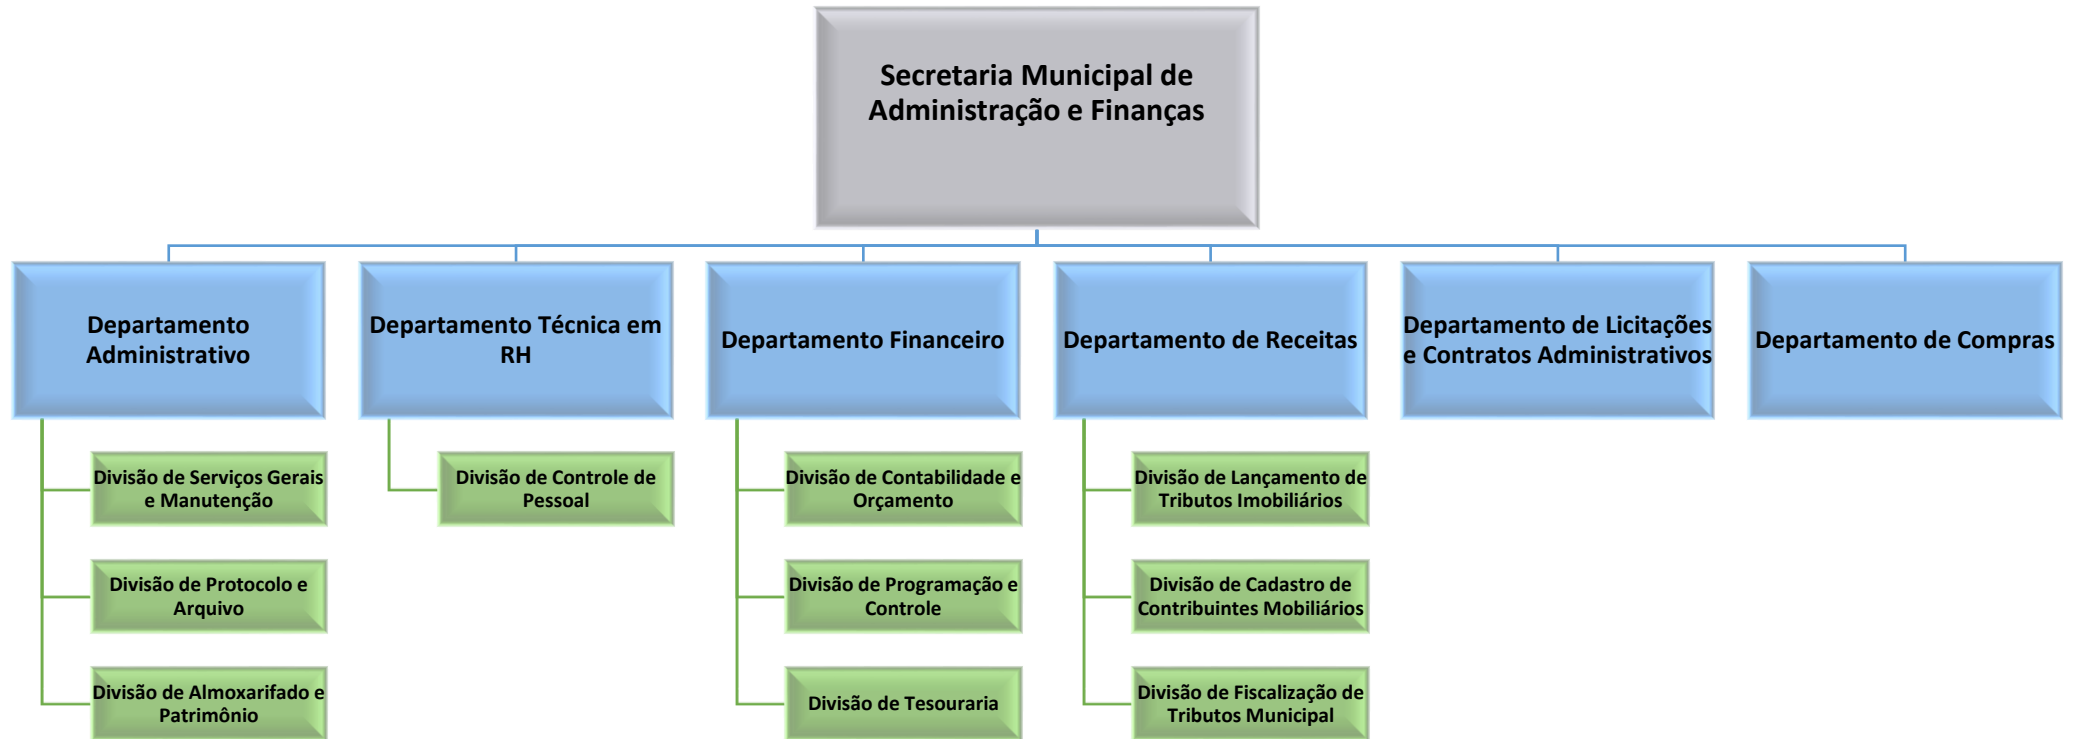 Secretaria Municipal de
Administração e Finanças
Departamento
Administrativo
Departamento Técnica em
RH
Departamento Financeiro
Departamento de Receitas
Departamento de Licitações
e Contratos Administrativos
Departamento de Compras
Divisão de Serviços Gerais
e Manutenção
Divisão de Protocolo e
Arquivo
Divisão de Almoxarifado e
Patrimônio
Divisão de Controle de
Pessoal
Divisão de Contabilidade e
Orçamento
Divisão de Programação e
Controle
Divisão de Tesouraria
Divisão de Lançamento de
Tributos Imobiliários
Divisão de Cadastro de
Contribuintes Mobiliários
Divisão de Fiscalização de
Tributos Municipal